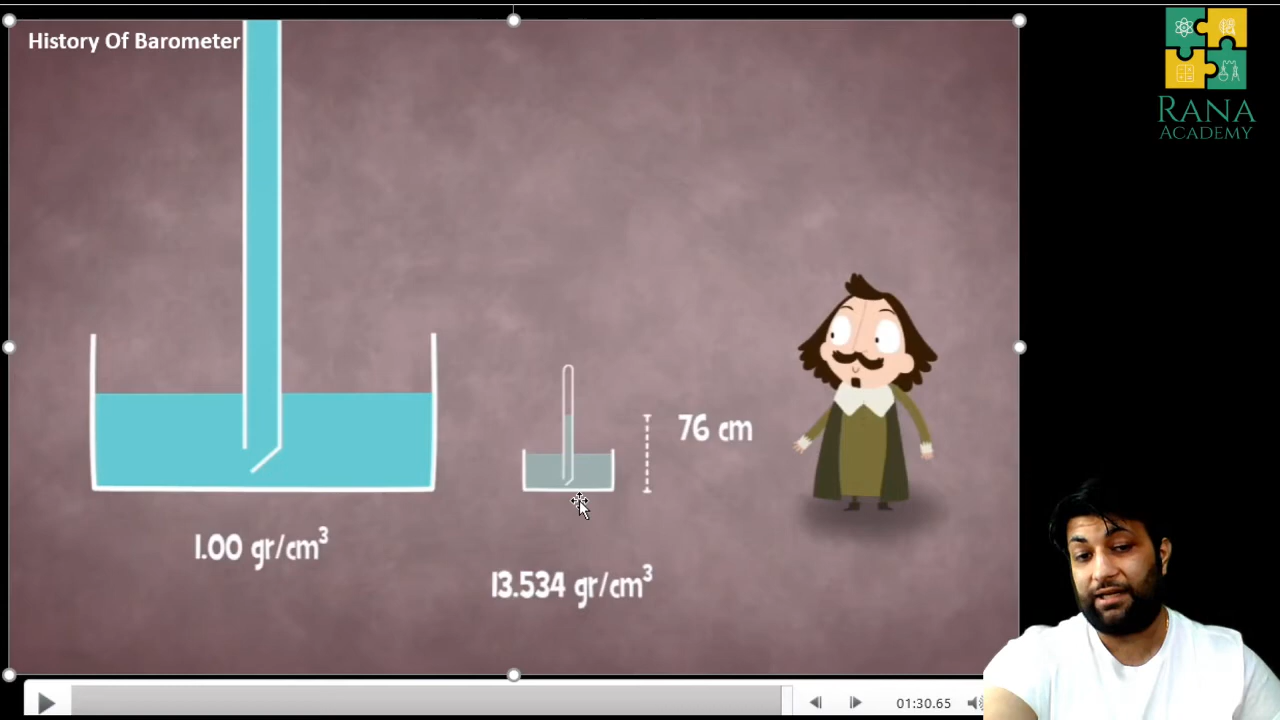 History Of Barometer
RANA
ACADEMY
76 cm
1.00 gr/cm³
13.534 gr/cm³
01:30.65